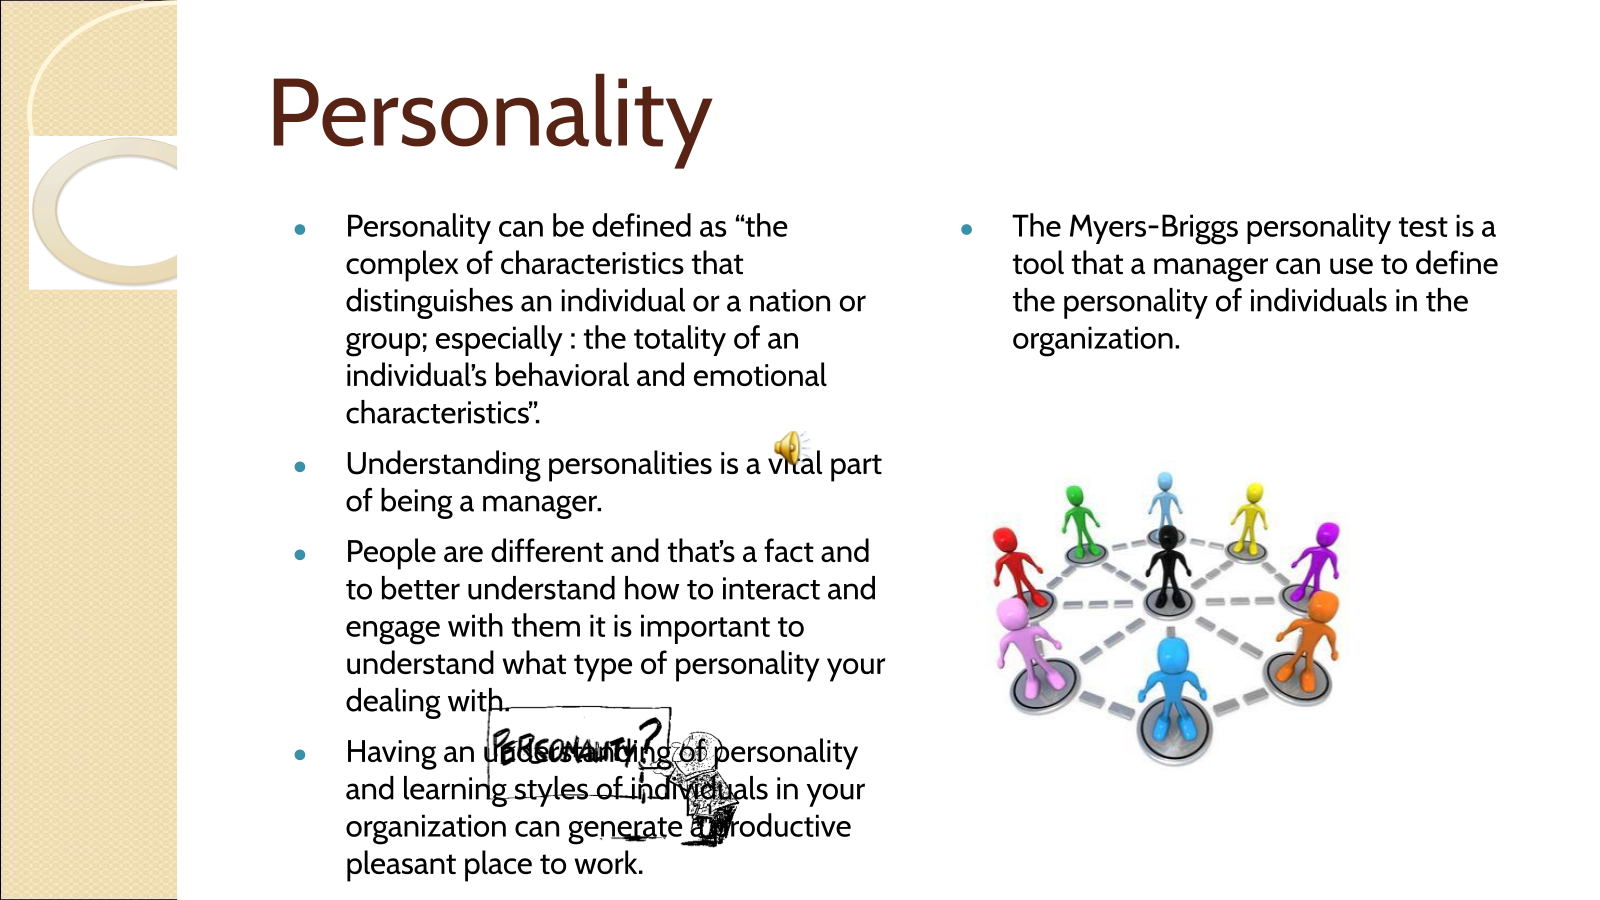 Personality
Personality can be defined as “the
complex of characteristics that
distinguishes an individual or a nation or
group; especially : the totality of an
individual’s behavioral and emotional
characteristics”.
Understanding personalities is a vital part
of being a manager.
People are different and that’s a fact and
to better understand how to interact and
engage with them it is important to
understand what type of personality your
dealing with.
Having an understanding of personality
and learning styles of individuals in your
organization can generate a productive
pleasant place to work.
PERSONALITY?
The Myers-Briggs personality test is a
tool that a manager can use to define
the personality of individuals in the
organization.